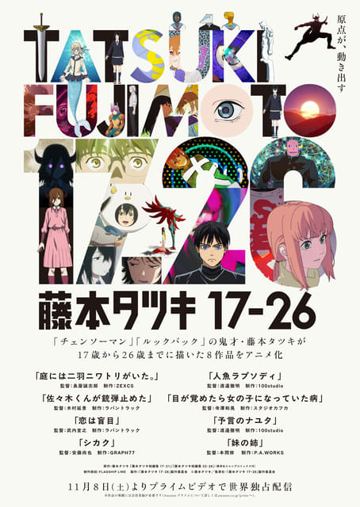 TATSUKI
FUJIMOTO
17-26
原点が、動き出す
藤本タツキ 17-26
「チェンソーマン」「ルックバック」の鬼才・藤本タツキが
17歳から26歳までに描いた8作品をアニメ化
「庭には二羽ニワトリがいた。」
監督：長屋誠志郎 制作：ZEXCS
「佐々木くんが銃弾止めた」
監督：木村延景 制作：ラパントラック
「恋は盲目」
監督：武内宣之 制作：ラパントラック
「シカク」
監督：安藤尚也 制作：GRAPH77
「人魚ラプソディ」
監督：渡邉徹明 制作：100studio
「目が覚めたら女の子になっていた病」
監督：寺澤和晃 制作：スタジオカフカ
「予言のナユタ」
監督：渡邉徹明 制作：100studio
「妹の姉」
監督：本間修 制作：P.A.WORKS
11月8日(土)よりプライムビデオで世界独占配信